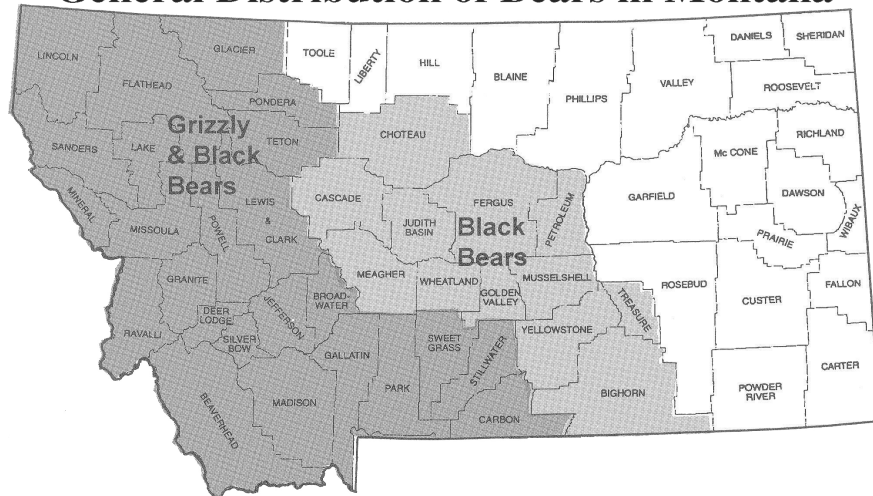 General Distribution of Bears in Montana
LINCOLN
FLATHEAD
GLACIER
TOOLE
LIBERTY
HILL
BLAINE
PHILLIPS
VALLEY
DANIELS
SHERIDAN
ROOSEVELT
PONDERA
TETON
CHOTEAU
SANDERS
LAKE
Grizzly
& Black
Bears
RICHLAND
Mc CONE
DAWSON
GARFIELD
MINERAL
MISSOULA
POWELL
LEWIS
&
CLARK
CASCADE
JUDITH
BASIN
FERGUS
PETROLEUM
Black
Bears
PRAIRIE
WIBAUX
MEAGHER
WHEATLAND
GOLDEN
VALLEY
MUSSELSHELL
TREASURE
ROSEBUD
CUSTER
FALLON
GRANITE
DEER
LODGE
SILVER
BOW
JEFFERSON
BROAD-
WATER
RAVALLI
GALLATIN
PARK
SWEET
GRASS
STILLWATER
YELLOWSTONE
BIGHORN
POWDER
RIVER
CARTER
BEAVERHEAD
MADISON
CARBON